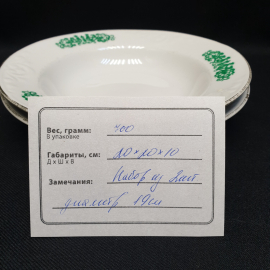 Вес, грамм: 700
В упаковке
Габариты, см: 20×20×10
Д х Ш х В
Замечания: Набор из 2шт
диаметр 19см